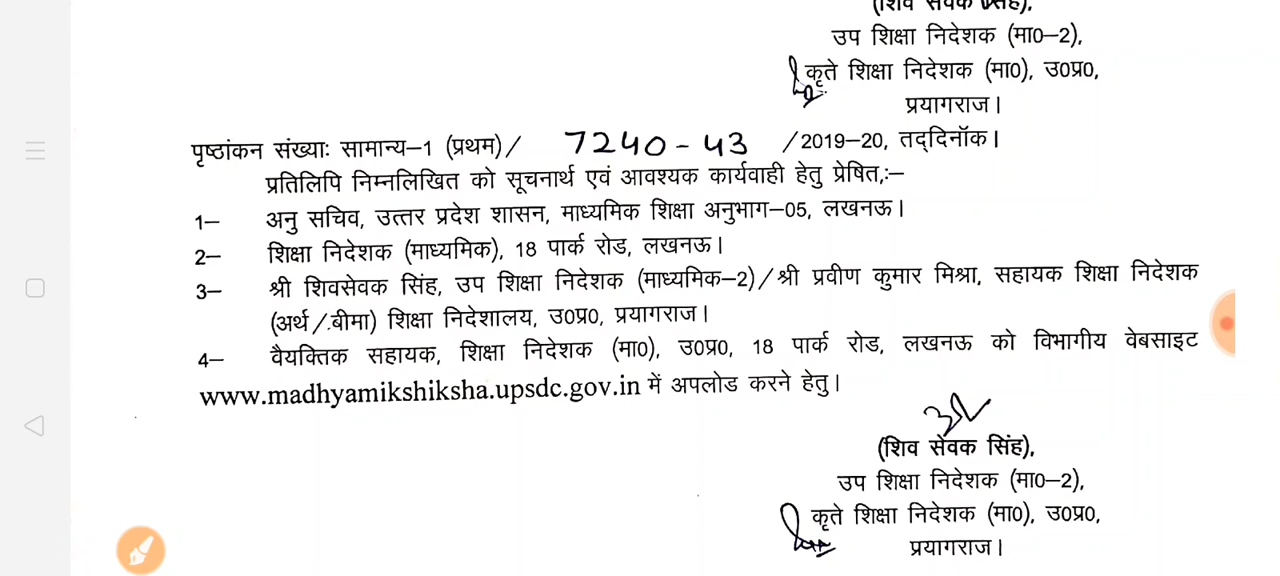 (शिव सेवक सिंह),
उप शिक्षा निदेशक (मा0–2),
कृते शिक्षा निदेशक (मा0), उ0प्र0,
प्रयागराज।
पृष्ठांकन संख्याः सामान्य–1 (प्रथम)/ 7240-43 /2019–20, तद्दिनॉक।
प्रतिलिपि निम्नलिखित को सूचनार्थ एवं आवश्यक कार्यवाही हेतु प्रेषित,ः–
1– अनु सचिव, उत्तर प्रदेश शासन, माध्यमिक शिक्षा अनुभाग–05, लखनऊ।
2– शिक्षा निदेशक (माध्यमिक), 18 पार्क रोड, लखनऊ।
3– श्री शिवसेवक सिंह, उप शिक्षा निदेशक (माध्यमिक–2)/श्री प्रवीण कुमार मिश्रा, सहायक शिक्षा निदेशक
(अर्थ/बीमा) शिक्षा निदेशालय, उ0प्र0, प्रयागराज।
4– वैयक्तिक सहायक, शिक्षा निदेशक (मा0), उ0प्र0, 18 पार्क रोड, लखनऊ को विभागीय वेबसाइट
www.madhyamikshiksha.upsdc.gov.in में अपलोड करने हेतु।
(शिव सेवक सिंह),
उप शिक्षा निदेशक (मा0–2),
कृते शिक्षा निदेशक (मा0), उ0प्र0,
प्रयागराज।